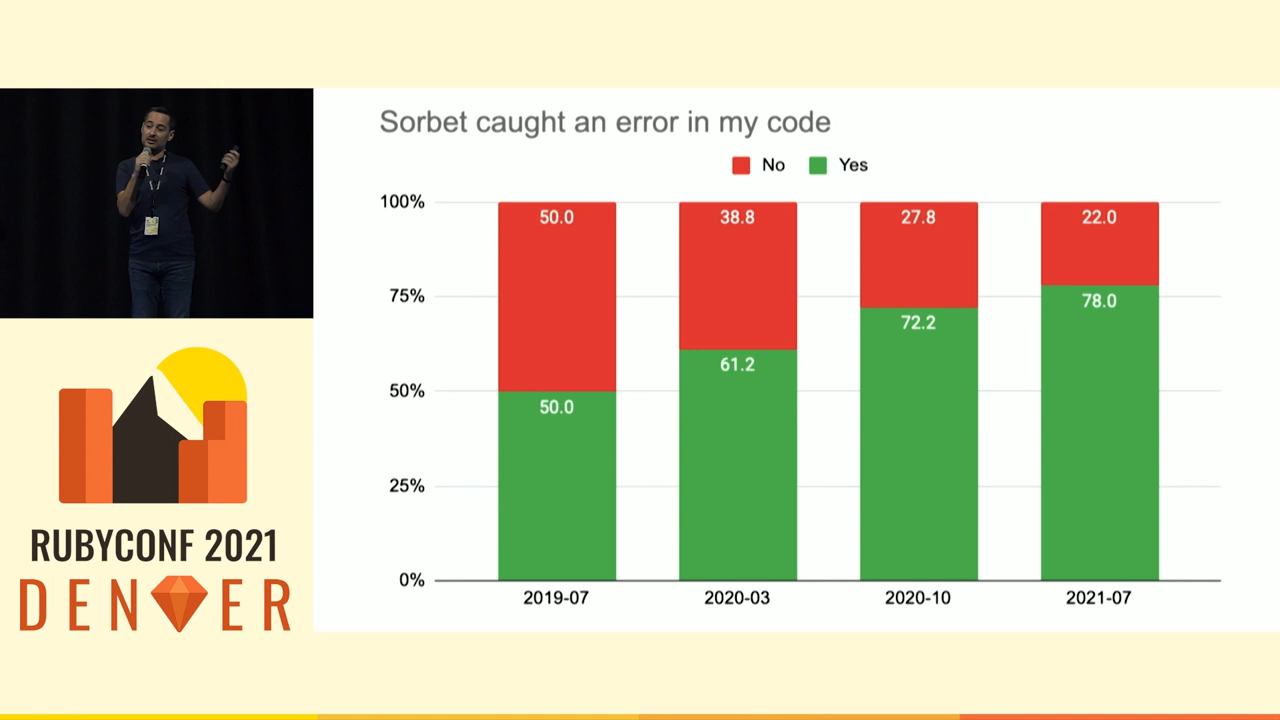 Sorbet caught an error in my code
No Yes
100%
75%
50%
25%
0%
50.0 38.8 27.8 22.0
50.0 61.2 72.2 78.0
2019-07 2020-03 2020-10 2021-07
RUBYCONF 2021
DENVER